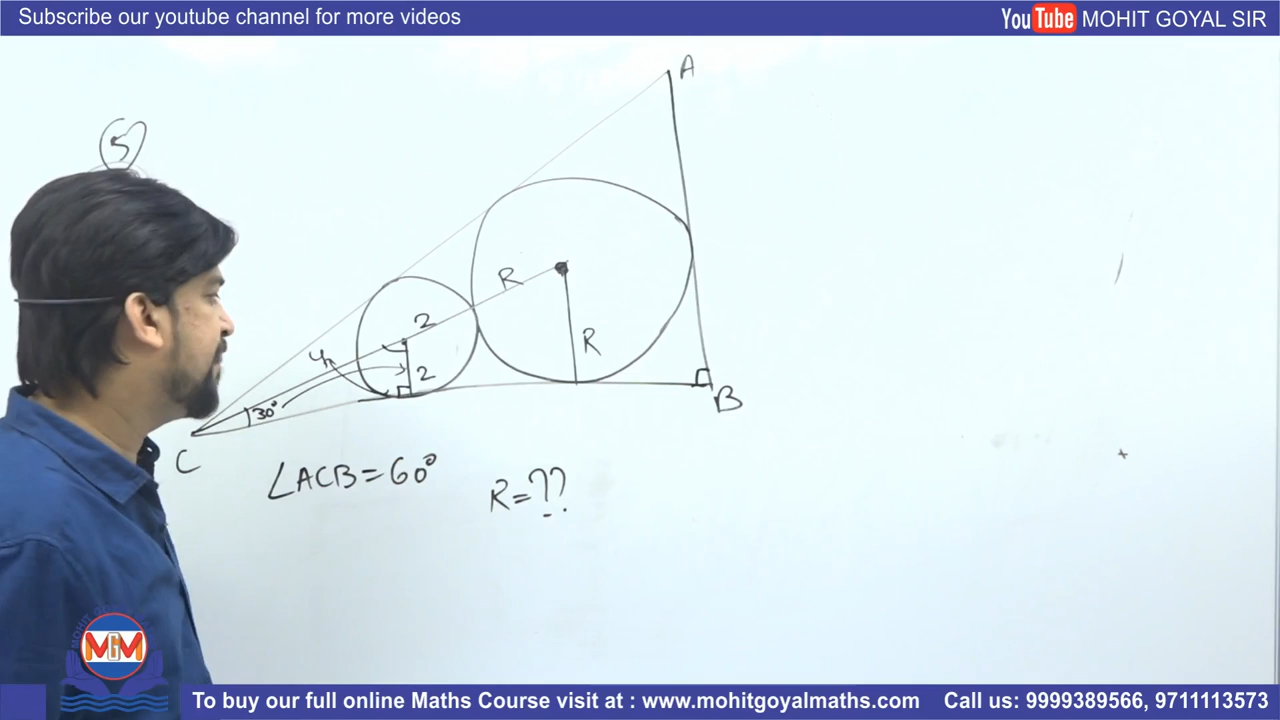 Subscribe our youtube channel for more videos
YouTube MOHIT GOYAL SIR
5
A
R
2
R
4
2
30°
B
C
∠ACB=60°
R=??
MGM
To buy our full online Maths Course visit at : www.mohitgoyalmaths.com Call us: 9999389566, 9711113573